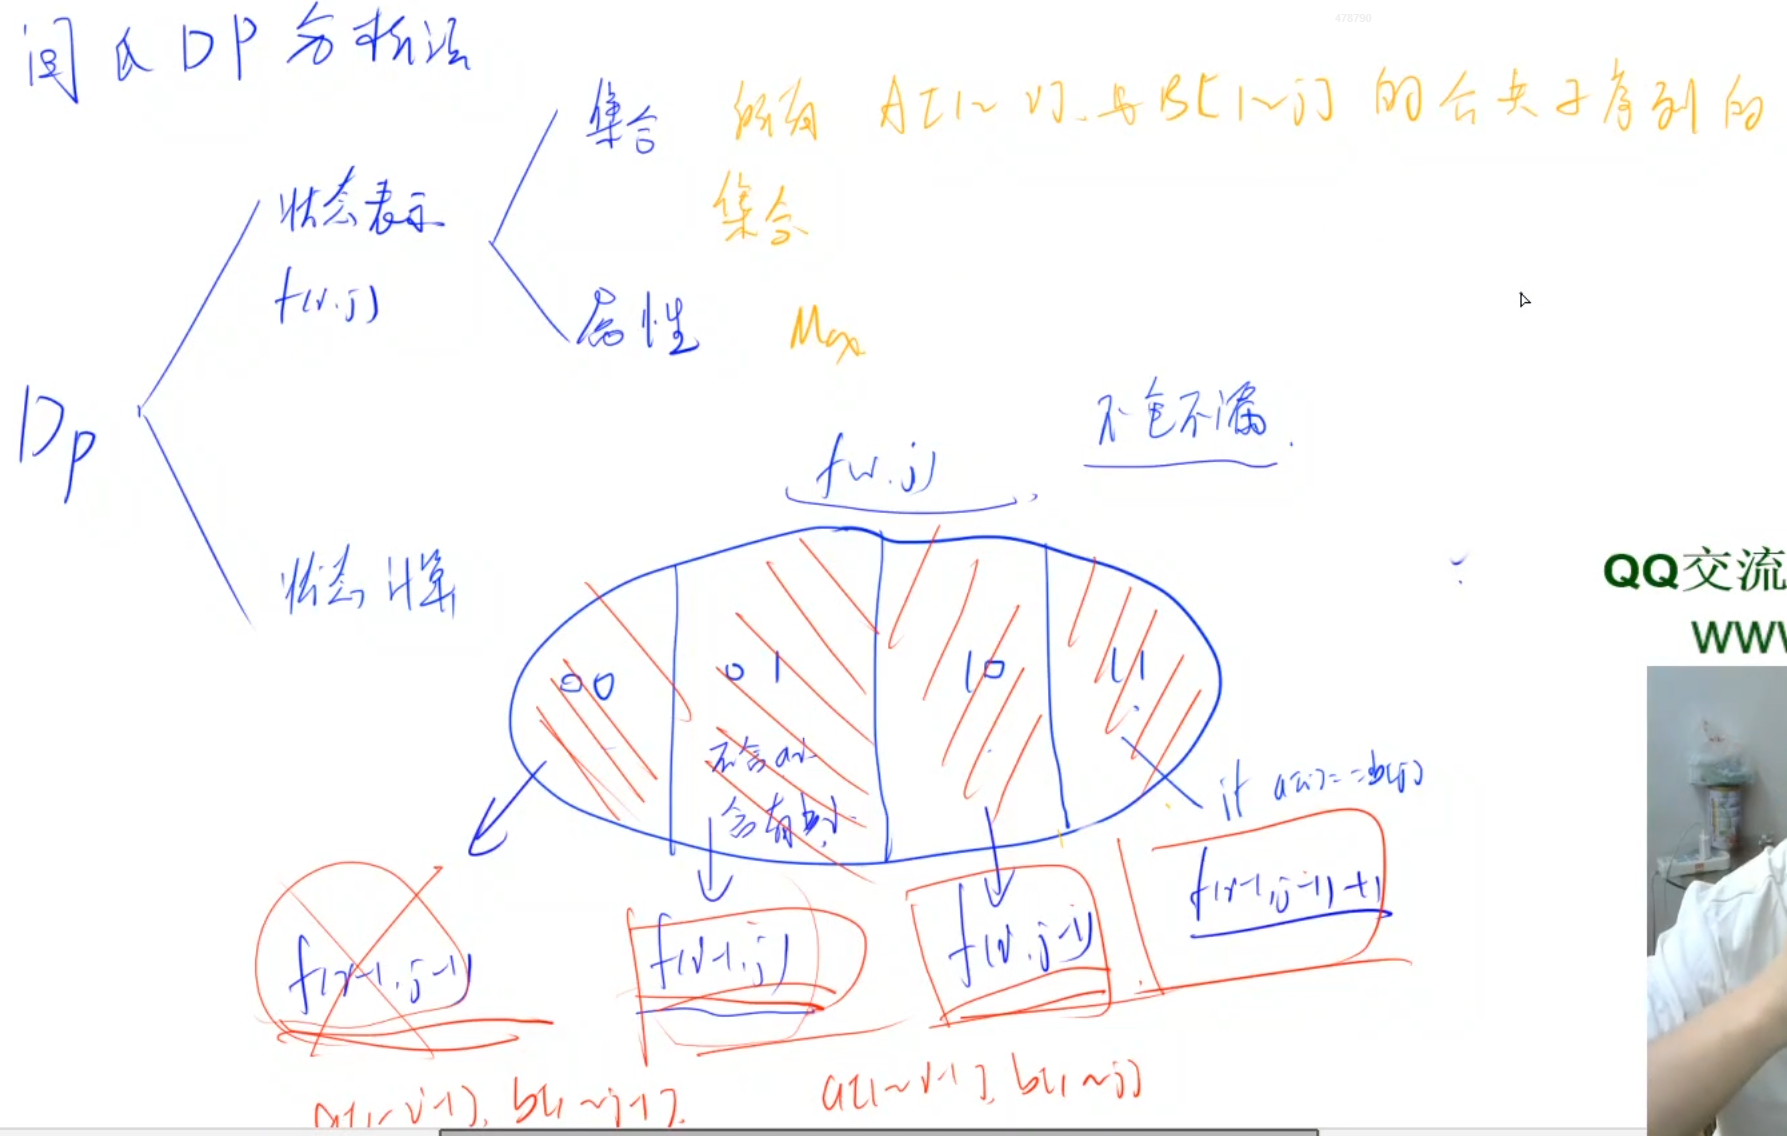 478790
闫氏DP分析法
集合 所有 A[1~i] 与 B[1~j] 的公共子序列的
集合
状态表示
f(i,j)
属性 Max
DP
不重不漏.
f(i,j)
状态计算
QQ交流
WWW
00 01 10 11
不含ai
含有bj
if a[i]==b[j]
f(i-1,j-1)+1
f(i-1,j-1) f(i-1,j) f(i,j-1)
a[1~i-1], b[1~j-1]. a[1~i-1], b[1~j]